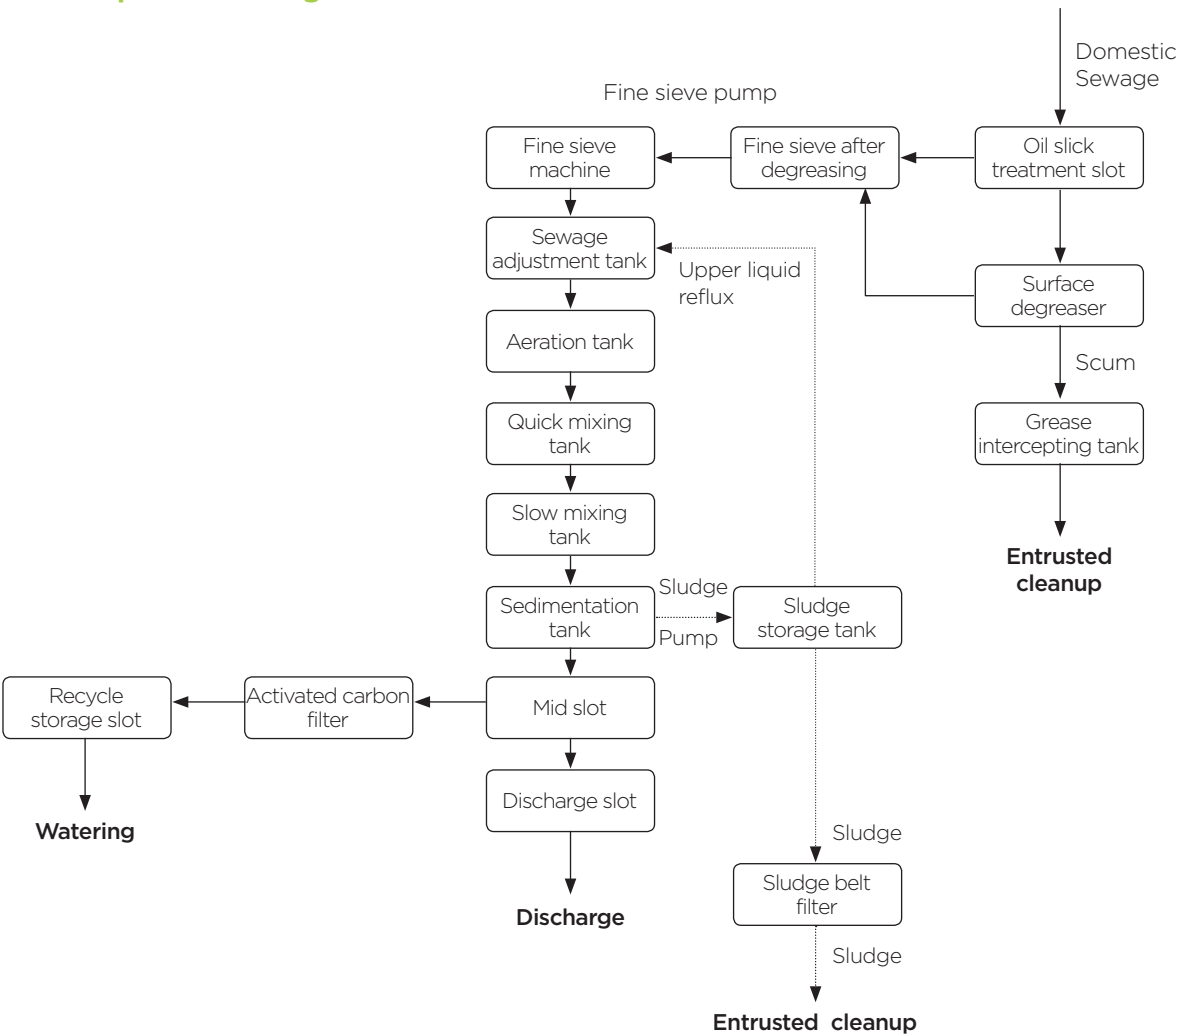 Domestic
Sewage
Fine sieve pump
Fine sieve
machine
Fine sieve after
degreasing
Oil slick
treatment slot
Sewage
adjustment tank
Upper liquid
reflux
Surface
degreaser
Aeration tank
Scum
Quick mixing
tank
Grease
intercepting tank
Slow mixing
tank
Entrusted
cleanup
Sedimentation
tank
Sludge
Pump
Sludge
storage tank
Recycle
storage slot
Activated carbon
filter
Mid slot
Discharge slot
Watering
Sludge
Sludge belt
filter
Discharge
Sludge
Entrusted cleanup